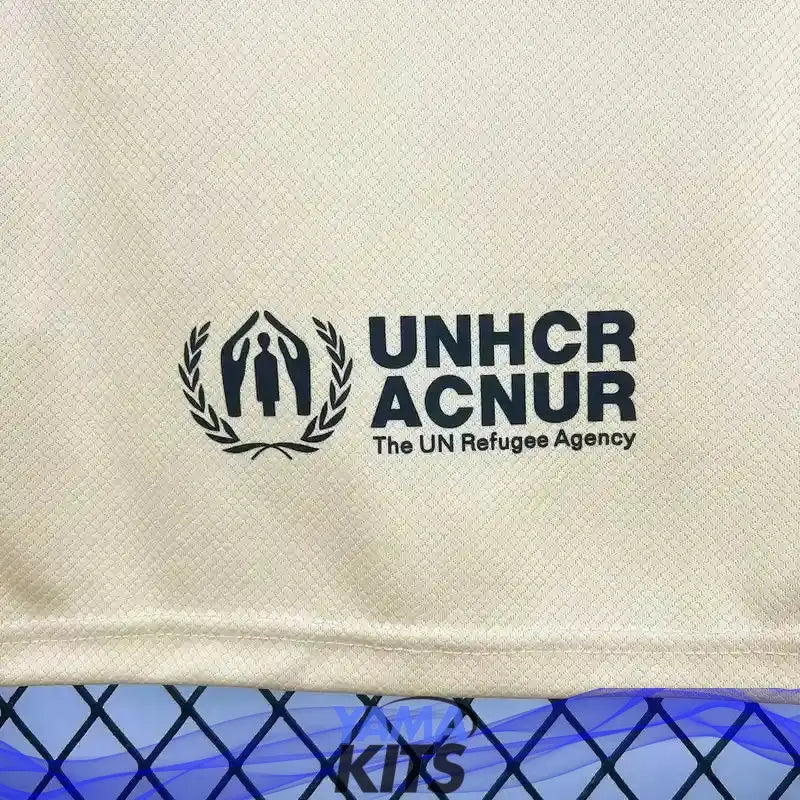 UNHCR
ACNUR
The UN Refugee Agency
YAMA
KITS